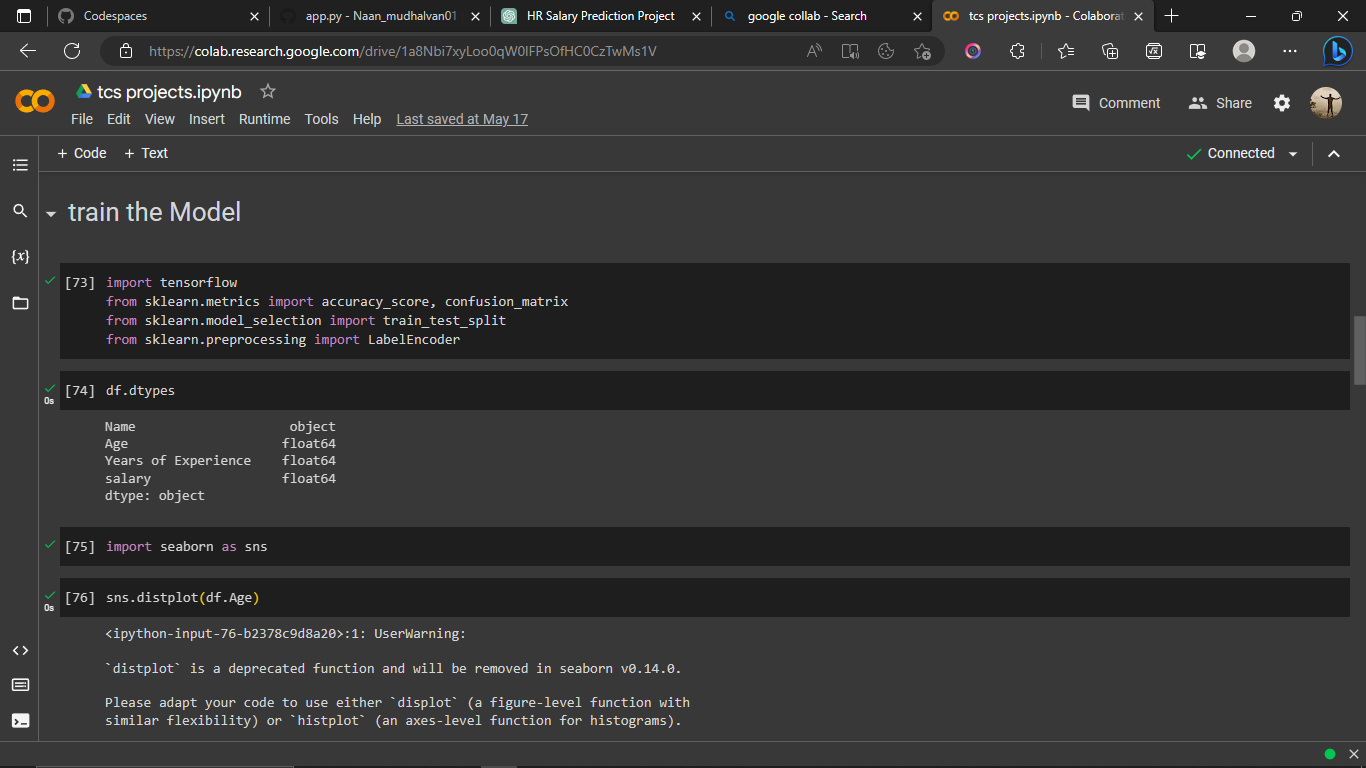 Codespaces
app.py - Naan_mudhalvan01
HR Salary Prediction Project
google collab - Search
tcs projects.ipynb - Colaborat
https://colab.research.google.com/drive/1a8Nbi7xyLoo0qW0IFPsOfHC0CzTwMs1V
tcs projects.ipynb
Comment
Share
File Edit View Insert Runtime Tools Help Last saved at May 17
+ Code + Text
Connected
train the Model
{x}
[73] import tensorflow
from sklearn.metrics import accuracy_score, confusion_matrix
from sklearn.model_selection import train_test_split
from sklearn.preprocessing import LabelEncoder
0s
[74] df.dtypes
Name object
Age float64
Years of Experience float64
salary float64
dtype: object
[75] import seaborn as sns
0s
[76] sns.distplot(df.Age)
<ipython-input-76-b2378c9d8a20>:1: UserWarning:
`distplot` is a deprecated function and will be removed in seaborn v0.14.0.
Please adapt your code to use either `displot` (a figure-level function with
similar flexibility) or `histplot` (an axes-level function for histograms).